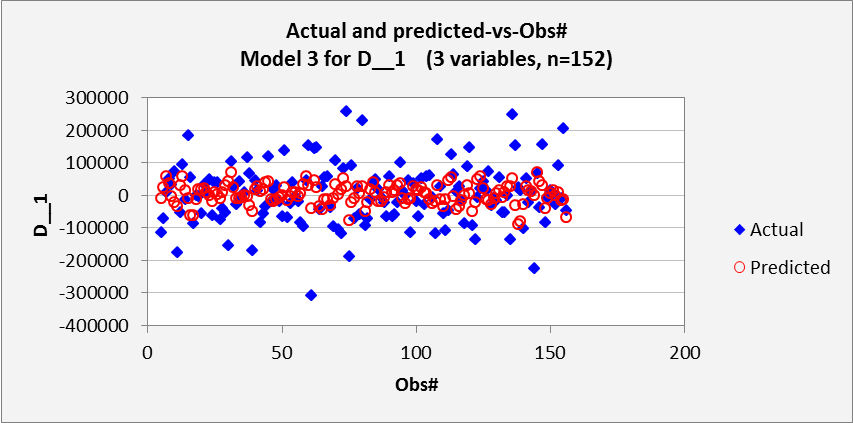 Actual and predicted-vs-Obs#
Model 3 for D__1 (3 variables, n=152)
300000
200000
100000
0
-100000
-200000
-300000
-400000
D__1
0 50 100 150 200
Obs#
Actual
Predicted